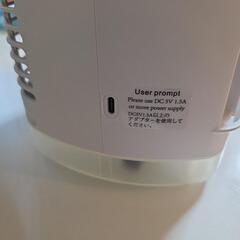 User prompt
Please use DC 5V 1.5A
or more power supply
DC5V1.5A以上の
アダプターを使用して
ください